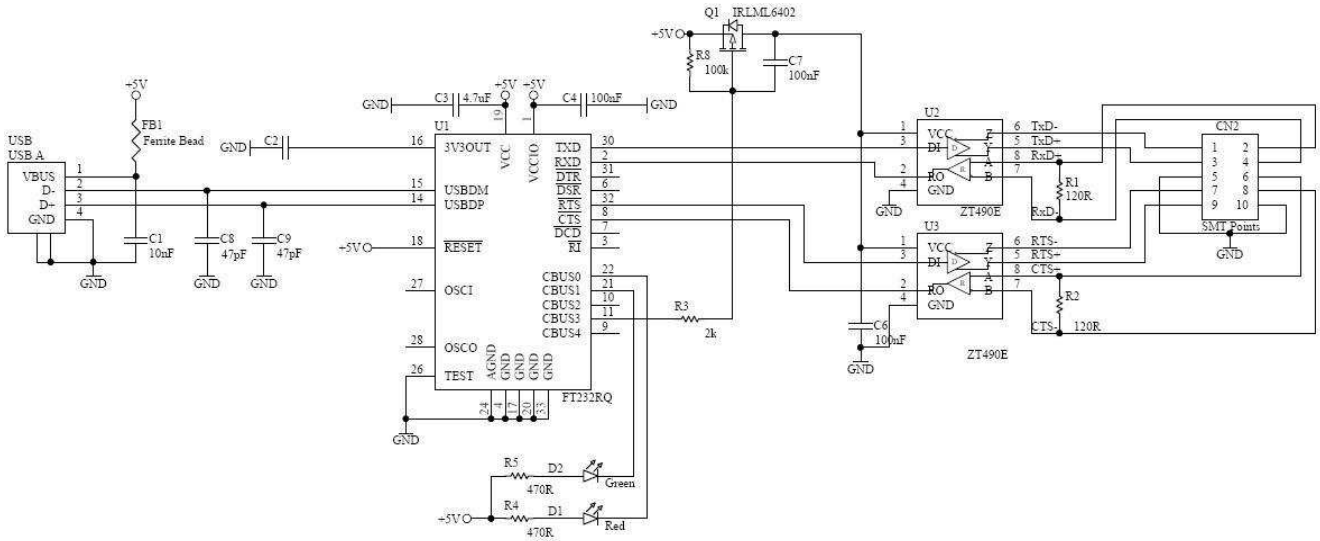 Q1 IRLML6402
+5V
R8
100k
C7
100nF
+5V
+5V +5V
C3 4.7uF
GND
C4 100nF
GND
FB1
Ferrite Bead
USB
USB A
VBUS 1
D- 2
D+ 3
GND 4
C1
10nF
GND
C2
GND
C8
47pF
GND
C9
47pF
GND
+5V
U1
19 1
VCC VCCIO
16 3V3OUT
15 USBDM
14 USBDP
18 RESET
27 OSCI
28 OSCO
26 TEST
TXD 30
RXD 2
DTR 31
DSR 6
RTS 32
CTS 8
DCD 7
RI 3
CBUS0 22
CBUS1 21
CBUS2 10
CBUS3 11
CBUS4 9
AGND GND GND GND GND
24 4 17 20 33
FT232RQ
GND
R3
2k
R5
470R
D2
Green
+5V
R4
470R
D1
Red
U2
1 VCC
3 DI
2 RO
4 GND
D
R
Z 6 TxD-
Y 5 TxD+
A 8 RxD+
B 7
RxD-
GND
ZT490E
R1
120R
U3
1 VCC
3 DI
2 RO
4 GND
D
R
Z 6 RTS-
Y 5 RTS+
A 8 CTS+
B 7
CTS-
ZT490E
R2
120R
C6
100nF
GND
CN2
1 2
3 4
5 6
7 8
9 10
SMT Points
GND